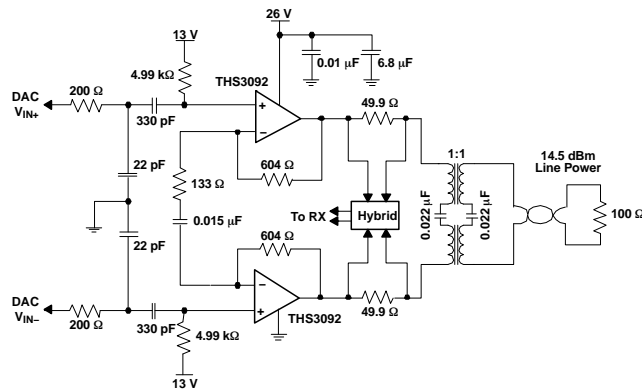 26 V
13 V
0.01 μF
6.8 μF
4.99 kΩ
THS3092
DAC
VIN+
200 Ω
330 pF
+
−
49.9 Ω
1:1
14.5 dBm
Line Power
22 pF
133 Ω
604 Ω
0.015 μF
To RX
Hybrid
0.022 μF
0.022 μF
100 Ω
22 pF
604 Ω
DAC
VIN−
200 Ω
330 pF
4.99 kΩ
−
+
THS3092
49.9 Ω
13 V